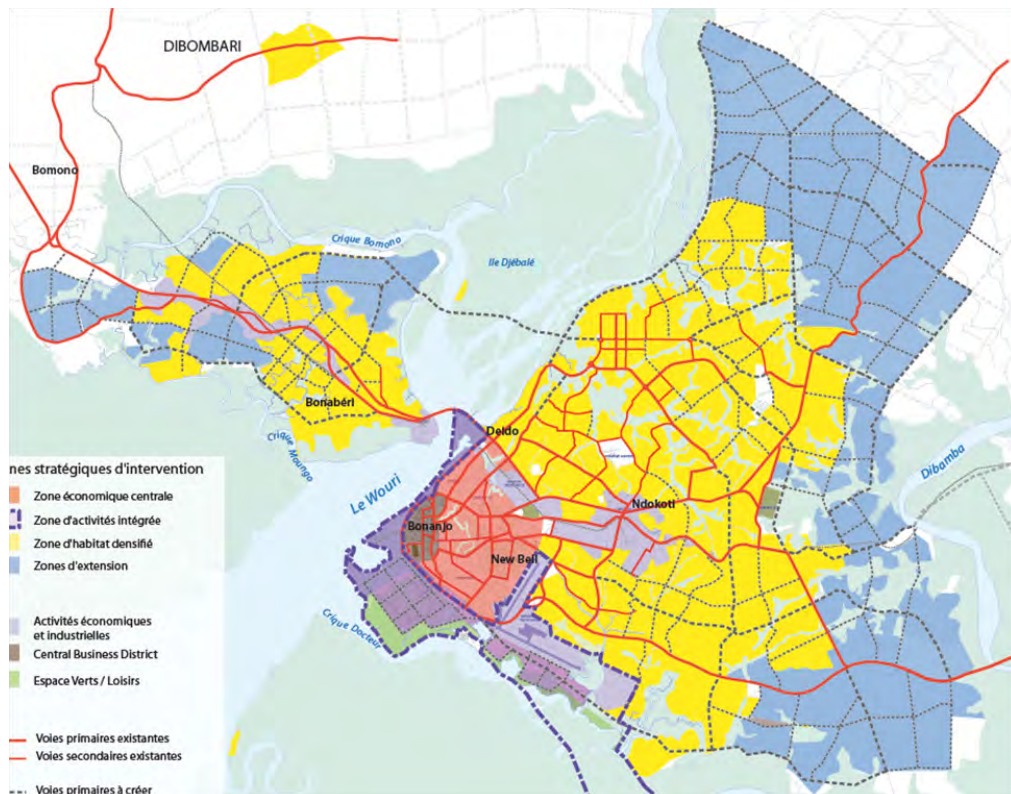 DIBOMBARI
Bomono
Crique Bomono
Ile Djébalé
Bonabéri
Crique Moungo
Deido
Le Wouri
Dibamba
Ndokoti
Bonanjo
New Bell
Crique Docteur
nes stratégiques d'intervention
Zone économique centrale
Zone d'activités intégrée
Zone d'habitat densifié
Zones d'extension
Activités économiques
et industrielles
Central Business District
Espace Verts / Loisirs
Voies primaires existantes
Voies secondaires existantes
Voies primaires à créer